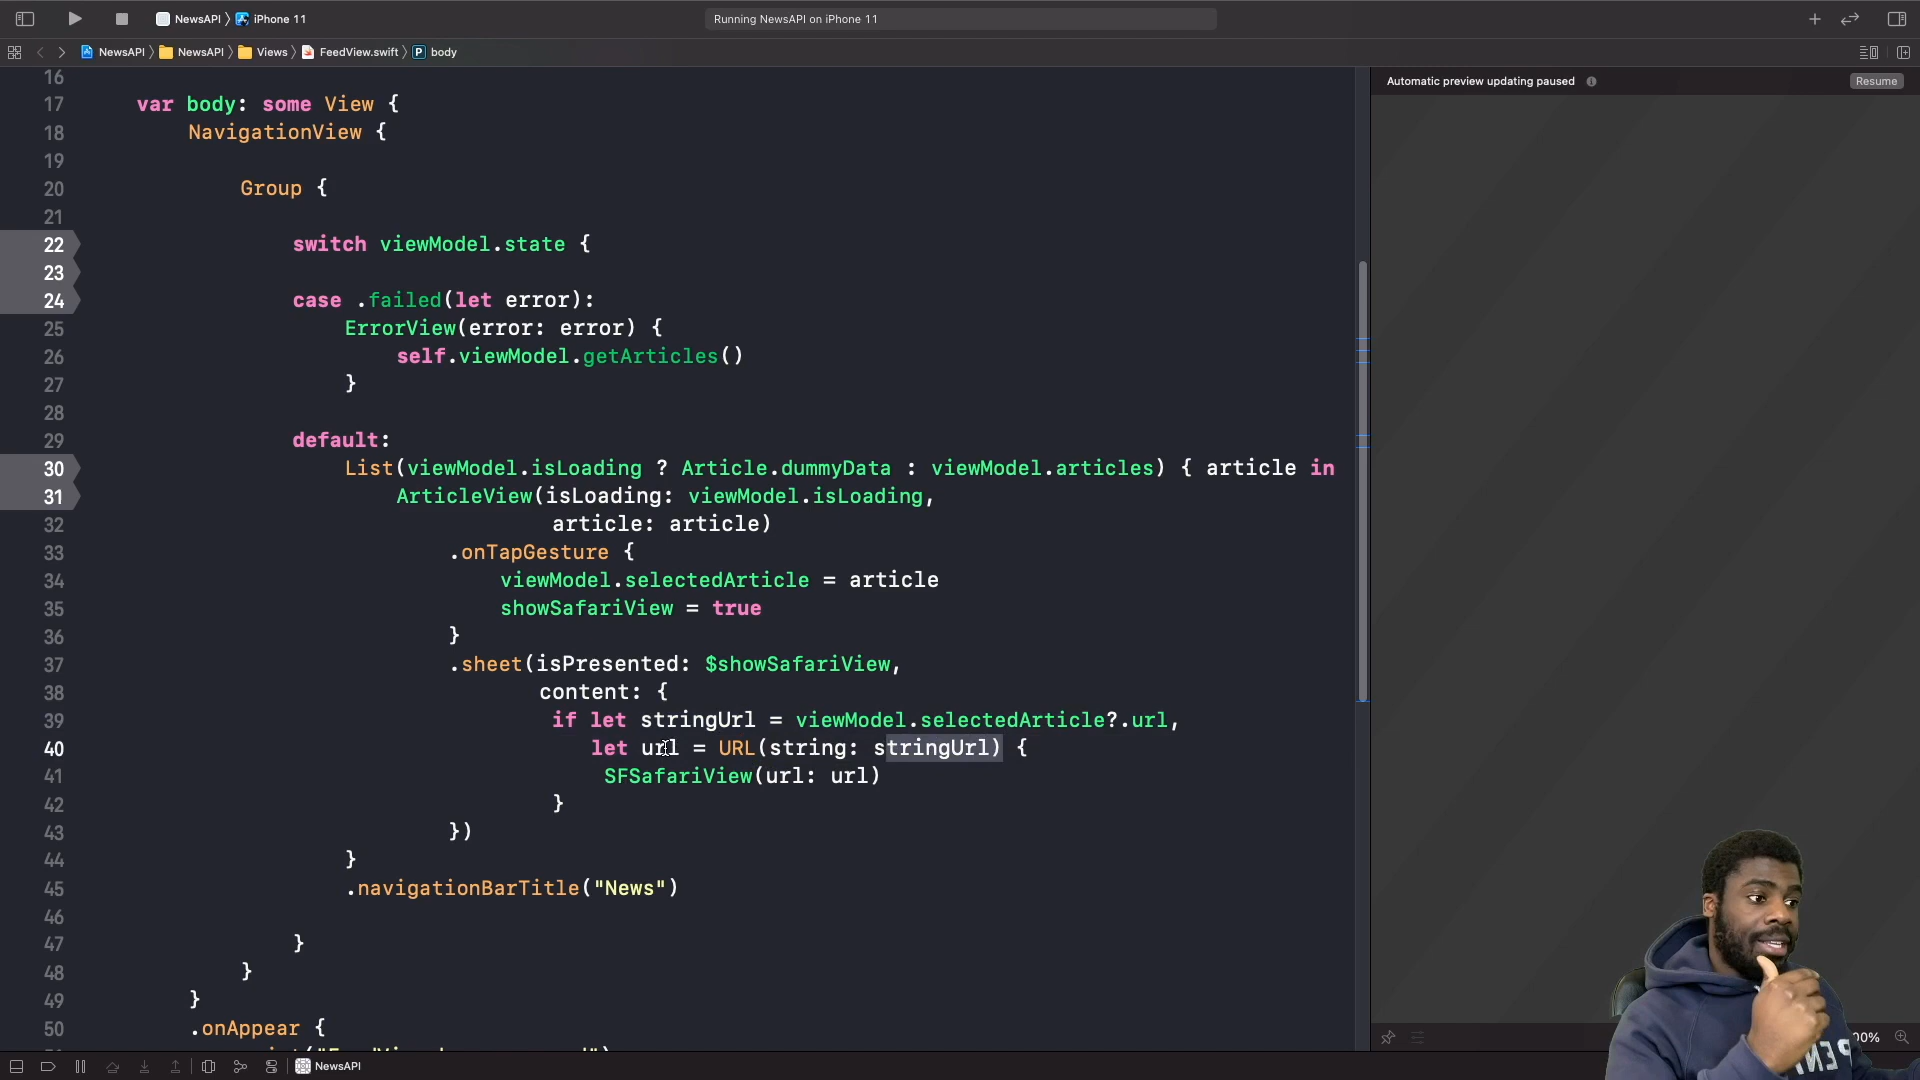 NewsAPI 〉 iPhone 11
Running NewsAPI on iPhone 11
NewsAPI 〉 NewsAPI 〉 Views 〉 FeedView.swift 〉 P body
Automatic preview updating paused
Resume
16
17 var body: some View {
18 NavigationView {
19
20 Group {
21
22 switch viewModel.state {
23
24 case .failed(let error):
25 ErrorView(error: error) {
26 self.viewModel.getArticles()
27 }
28
29 default:
30 List(viewModel.isLoading ? Article.dummyData : viewModel.articles) { article in
31 ArticleView(isLoading: viewModel.isLoading,
32 article: article)
33 .onTapGesture {
34 viewModel.selectedArticle = article
35 showSafariView = true
36 }
37 .sheet(isPresented: $showSafariView,
38 content: {
39 if let stringUrl = viewModel.selectedArticle?.url,
40 let url = URL(string: stringUrl) {
41 SFSafariView(url: url)
42 }
43 })
44 }
45 .navigationBarTitle("News")
46
47 }
48 }
49 }
50 .onAppear {
00%
NewsAPI